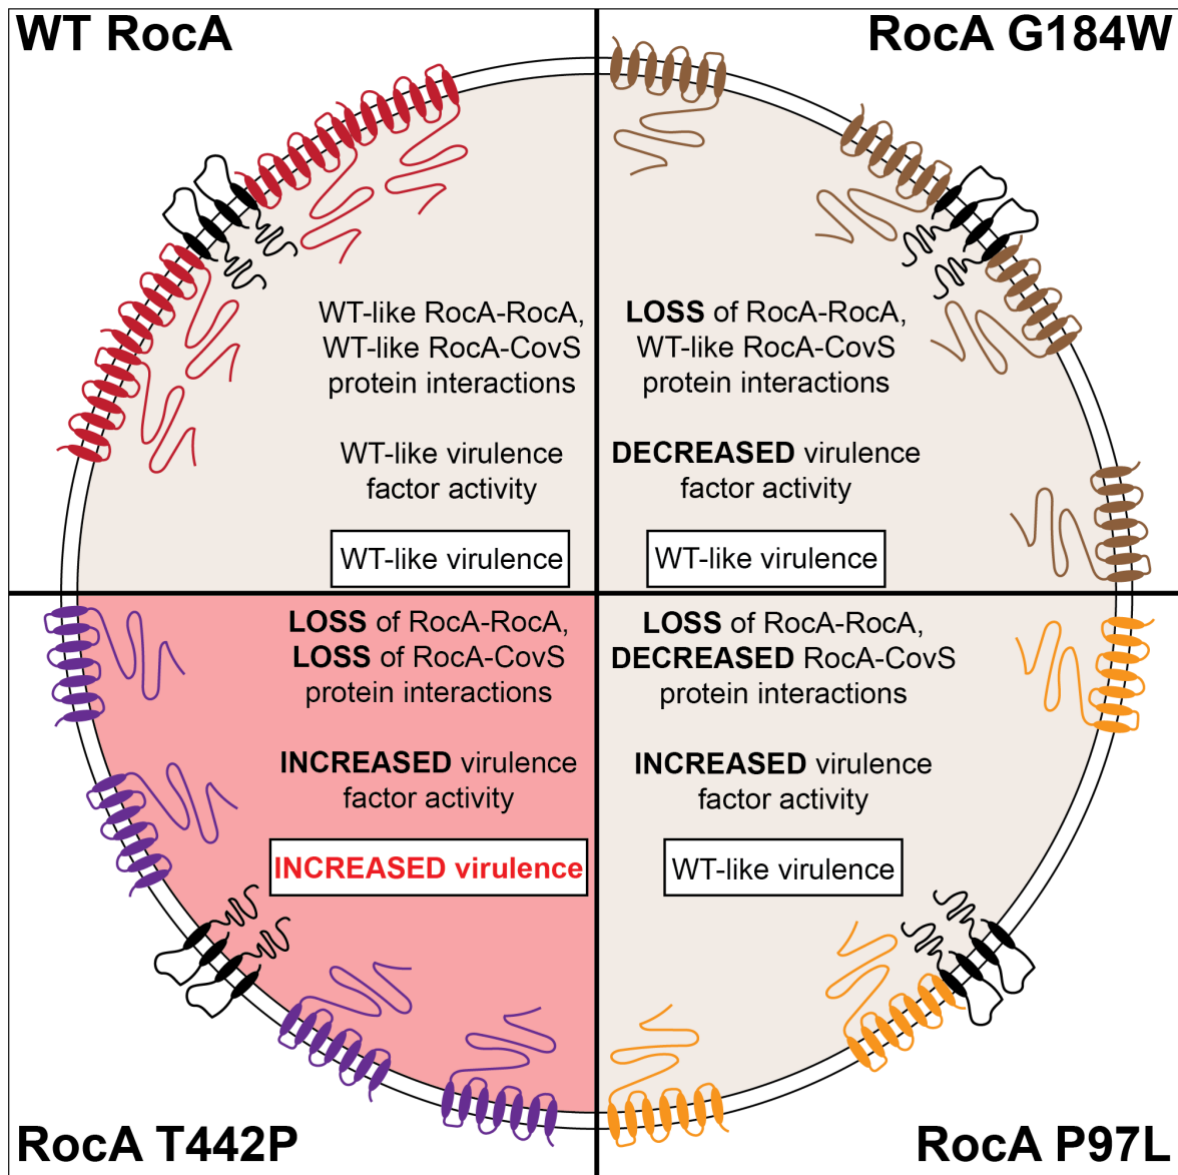 WT RocA
RocA G184W
WT-like RocA-RocA,
WT-like RocA-CovS
protein interactions
WT-like virulence
factor activity
WT-like virulence
LOSS of RocA-RocA,
WT-like RocA-CovS
protein interactions
DECREASED virulence
factor activity
WT-like virulence
LOSS of RocA-RocA,
LOSS of RocA-CovS
protein interactions
INCREASED virulence
factor activity
INCREASED virulence
LOSS of RocA-RocA,
DECREASED RocA-CovS
protein interactions
INCREASED virulence
factor activity
WT-like virulence
RocA T442P
RocA P97L